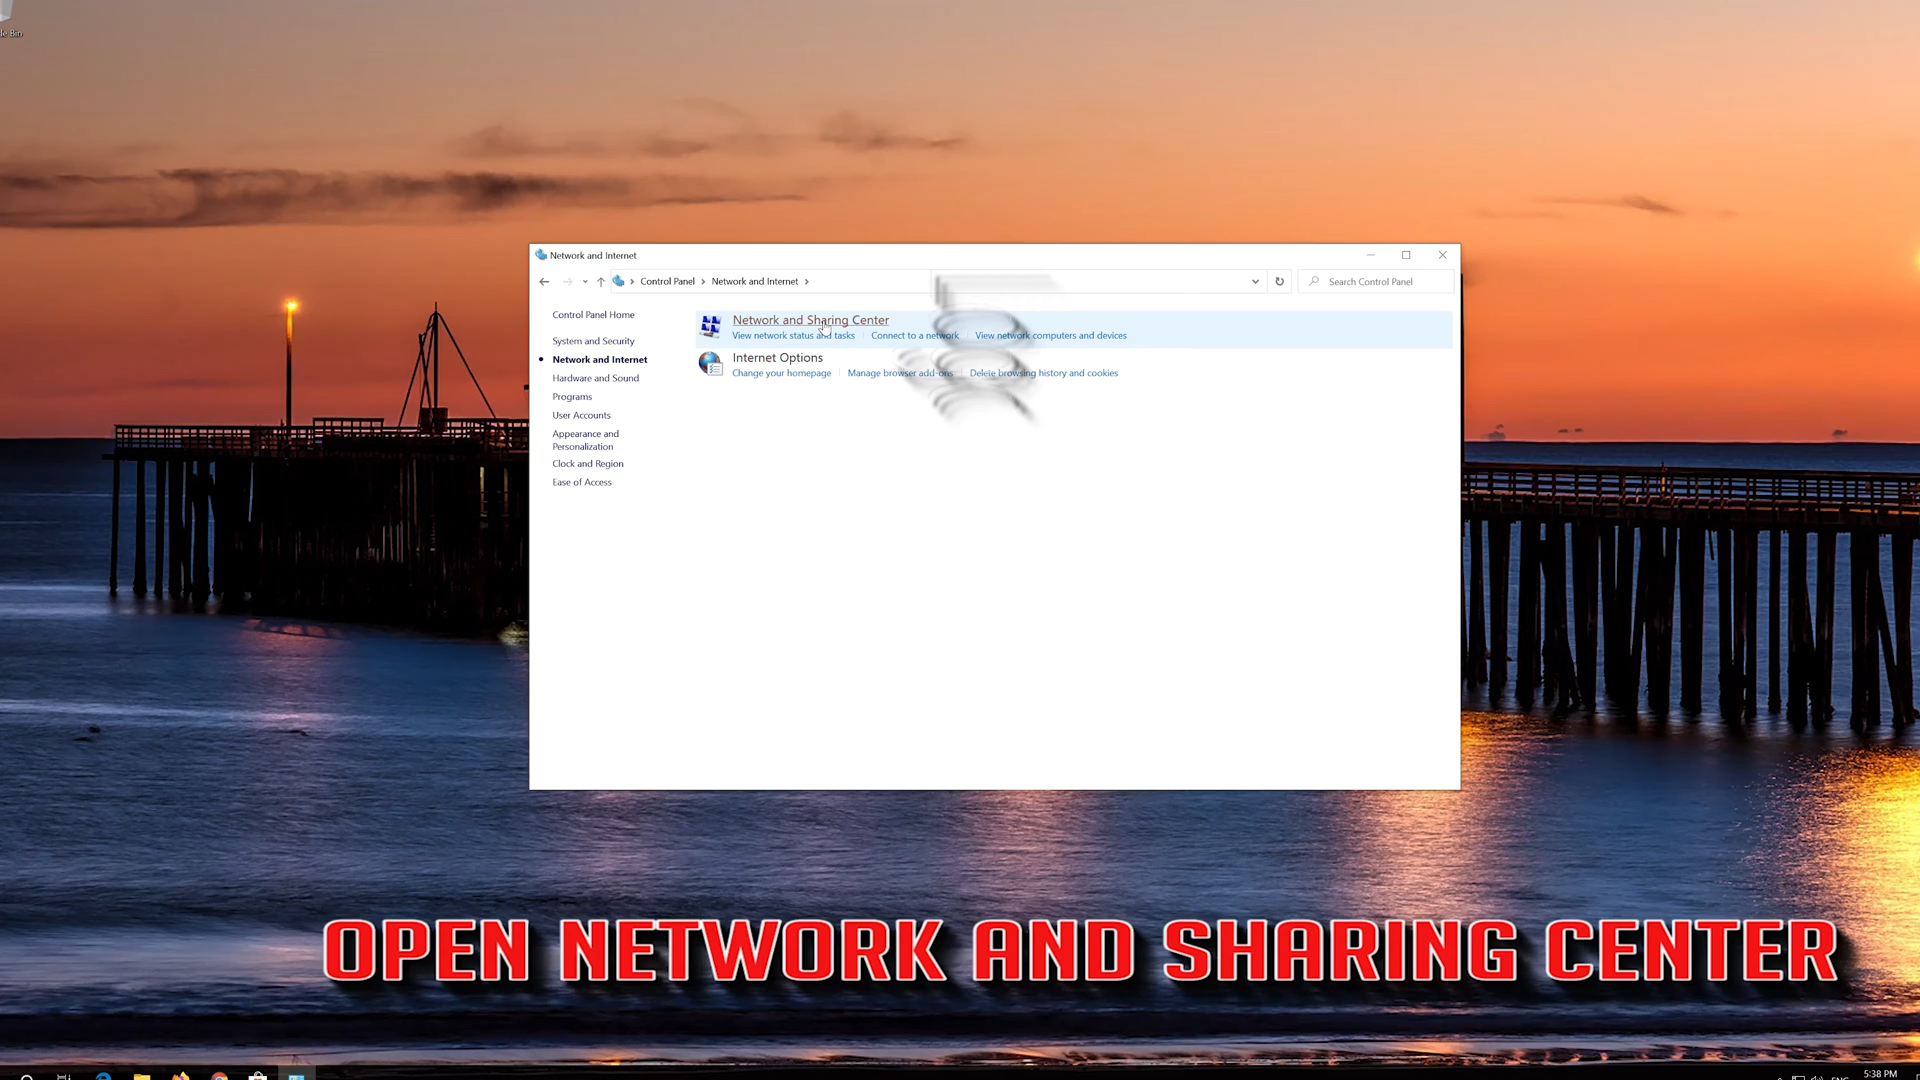 Network and Internet
Control Panel Network and Internet
Search Control Panel
Control Panel Home
System and Security
Network and Internet
Hardware and Sound
Programs
User Accounts
Appearance and
Personalization
Clock and Region
Ease of Access
Network and Sharing Center
View network status and tasks Connect to a network View network computers and devices
Internet Options
Change your homepage Manage browser add-ons Delete browsing history and cookies
OPEN NETWORK AND SHARING CENTER
5:38 PM